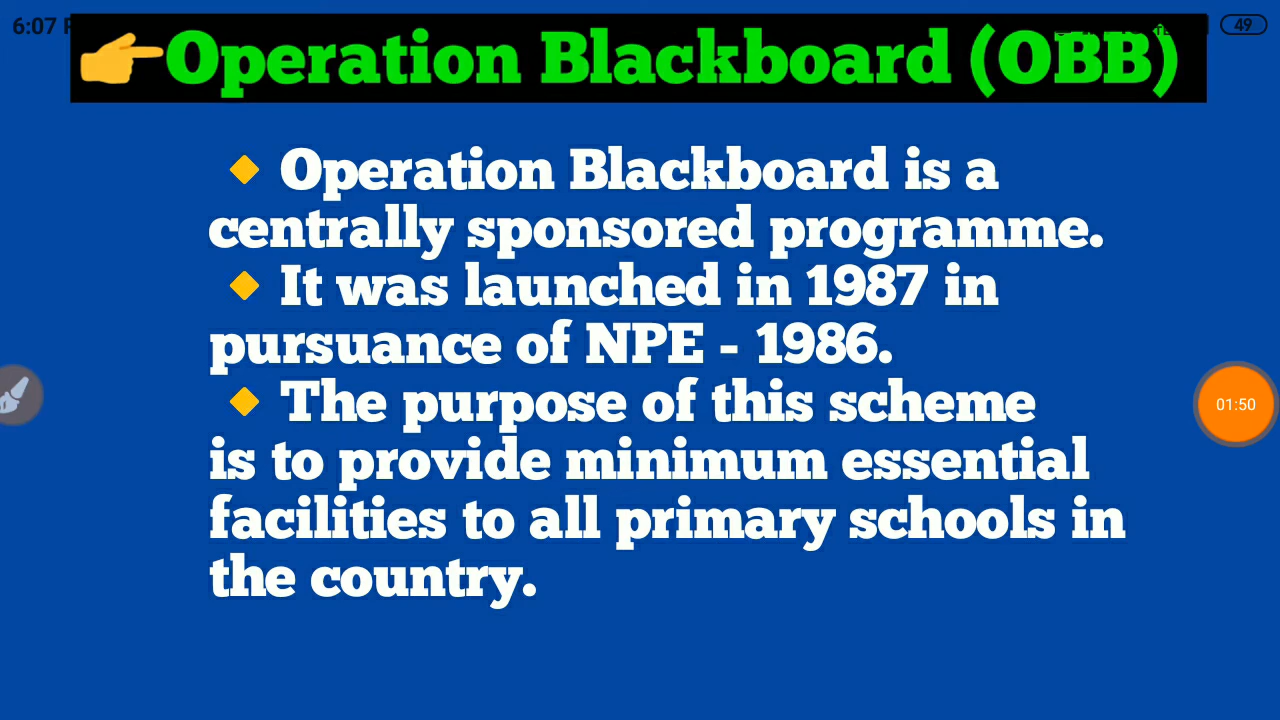 6:07
49
👉Operation Blackboard (OBB)
🔸 Operation Blackboard is a
centrally sponsored programme.
🔸 It was launched in 1987 in
pursuance of NPE - 1986.
🔸 The purpose of this scheme
is to provide minimum essential
facilities to all primary schools in
the country.
01:50